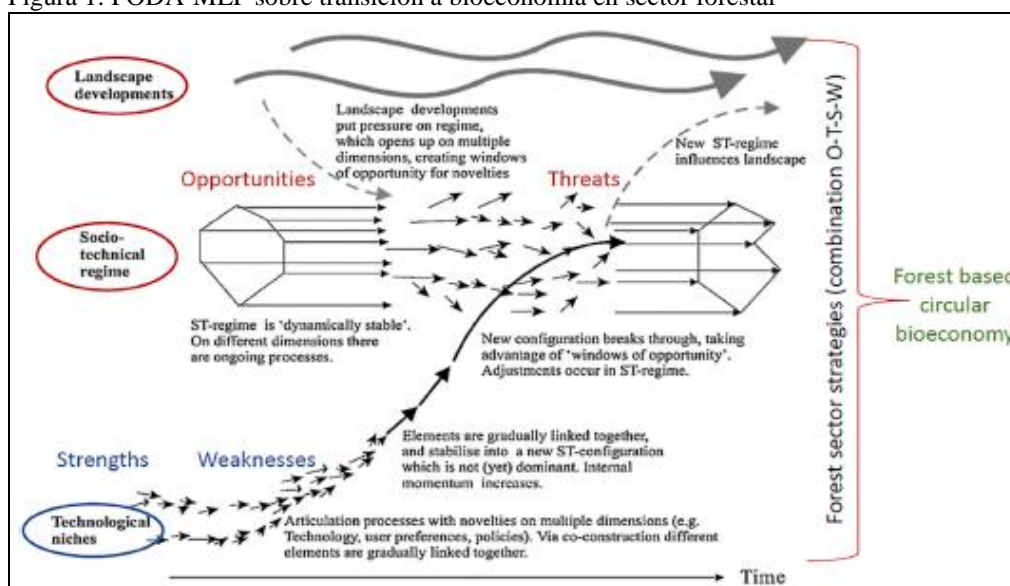 Figura 1: FODA-MLP sobre transición a bioeconomía en sector forestal
Landscape
developments
Landscape developments
put pressure on regime,
which opens up on multiple
dimensions, creating windows
of opportunity for novelties
New ST-regime
influences landscape
Opportunities
Threats
Socio-
technical
regime
ST-regime is 'dynamically stable'.
On different dimensions there
are ongoing processes.
New configuration breaks through, taking
advantage of 'windows of opportunity'.
Adjustments occur in ST-regime.
Elements are gradually linked together,
and stabilise into a new ST-configuration
which is not (yet) dominant. Internal
momentum increases.
Strengths
Weaknesses
Technological
niches
Articulation processes with novelties on multiple dimensions (e.g.
Technology, user preferences, policies). Via co-construction different
elements are gradually linked together.
Time
Forest sector strategies (combination O-T-S-W)
Forest based
circular
bioeconomy